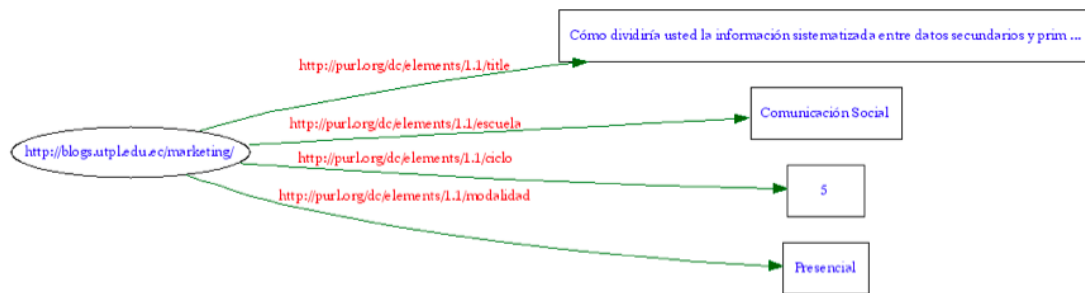 Cómo dividiría usted la información sistematizada entre datos secundarios y prim ...
http://purl.org/dc/elements/1.1/title
Comunicación Social
http://purl.org/dc/elements/1.1/escuela
http://blogs.utpl.edu.ec/marketing/
http://purl.org/dc/elements/1.1/ciclo
5
http://purl.org/dc/elements/1.1/modalidad
Presencial